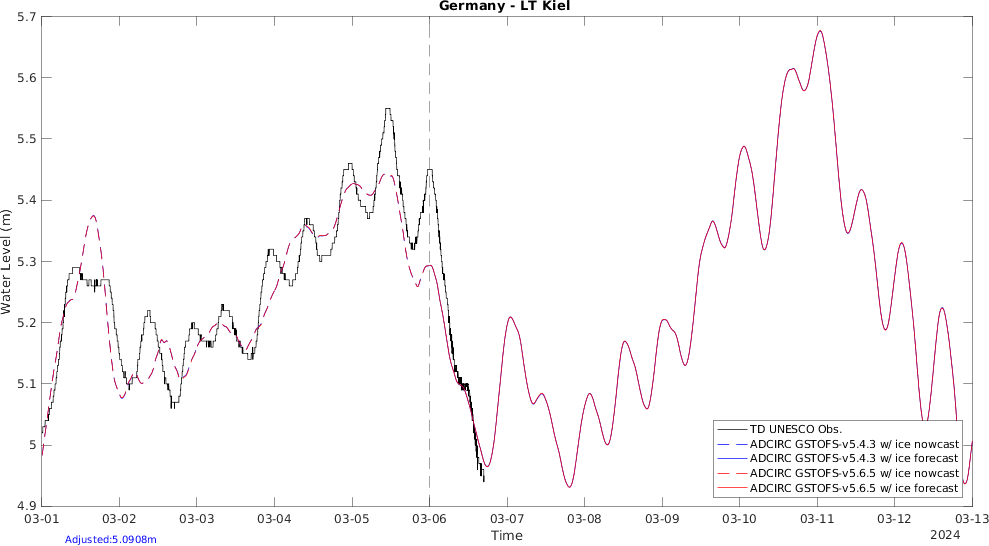 Germany - LT Kiel
5.7
5.6
5.5
5.4
5.3
5.2
5.1
5
4.9
Water Level (m)
TD UNESCO Obs.
ADCIRC GSTOFS-v5.4.3 w/ ice nowcast
ADCIRC GSTOFS-v5.4.3 w/ ice forecast
ADCIRC GSTOFS-v5.6.5 w/ ice nowcast
ADCIRC GSTOFS-v5.6.5 w/ ice forecast
03-01 03-02 03-03 03-04 03-05 03-06 03-07 03-08 03-09 03-10 03-11 03-12 03-13
Time
2024
Adjusted:5.0908m